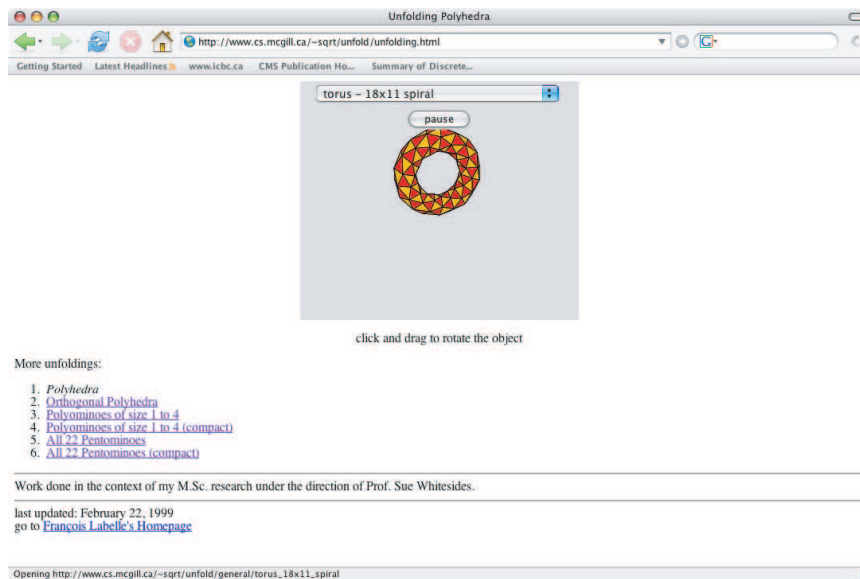 Unfolding Polyhedra
http://www.cs.mcgill.ca/~sqrt/unfold/unfolding.html
Getting Started Latest Headlines www.icbc.ca CMS Publication Ho... Summary of Discrete...
torus – 18x11 spiral
pause
click and drag to rotate the object
More unfoldings:
1. Polyhedra
2. Orthogonal Polyhedra
3. Polyominoes of size 1 to 4
4. Polyominoes of size 1 to 4 (compact)
5. All 22 Pentominoes
6. All 22 Pentominoes (compact)
Work done in the context of my M.Sc. research under the direction of Prof. Sue Whitesides.
last updated: February 22, 1999
go to François Labelle's Homepage
Opening http://www.cs.mcgill.ca/~sqrt/unfold/general/torus_18x11_spiral